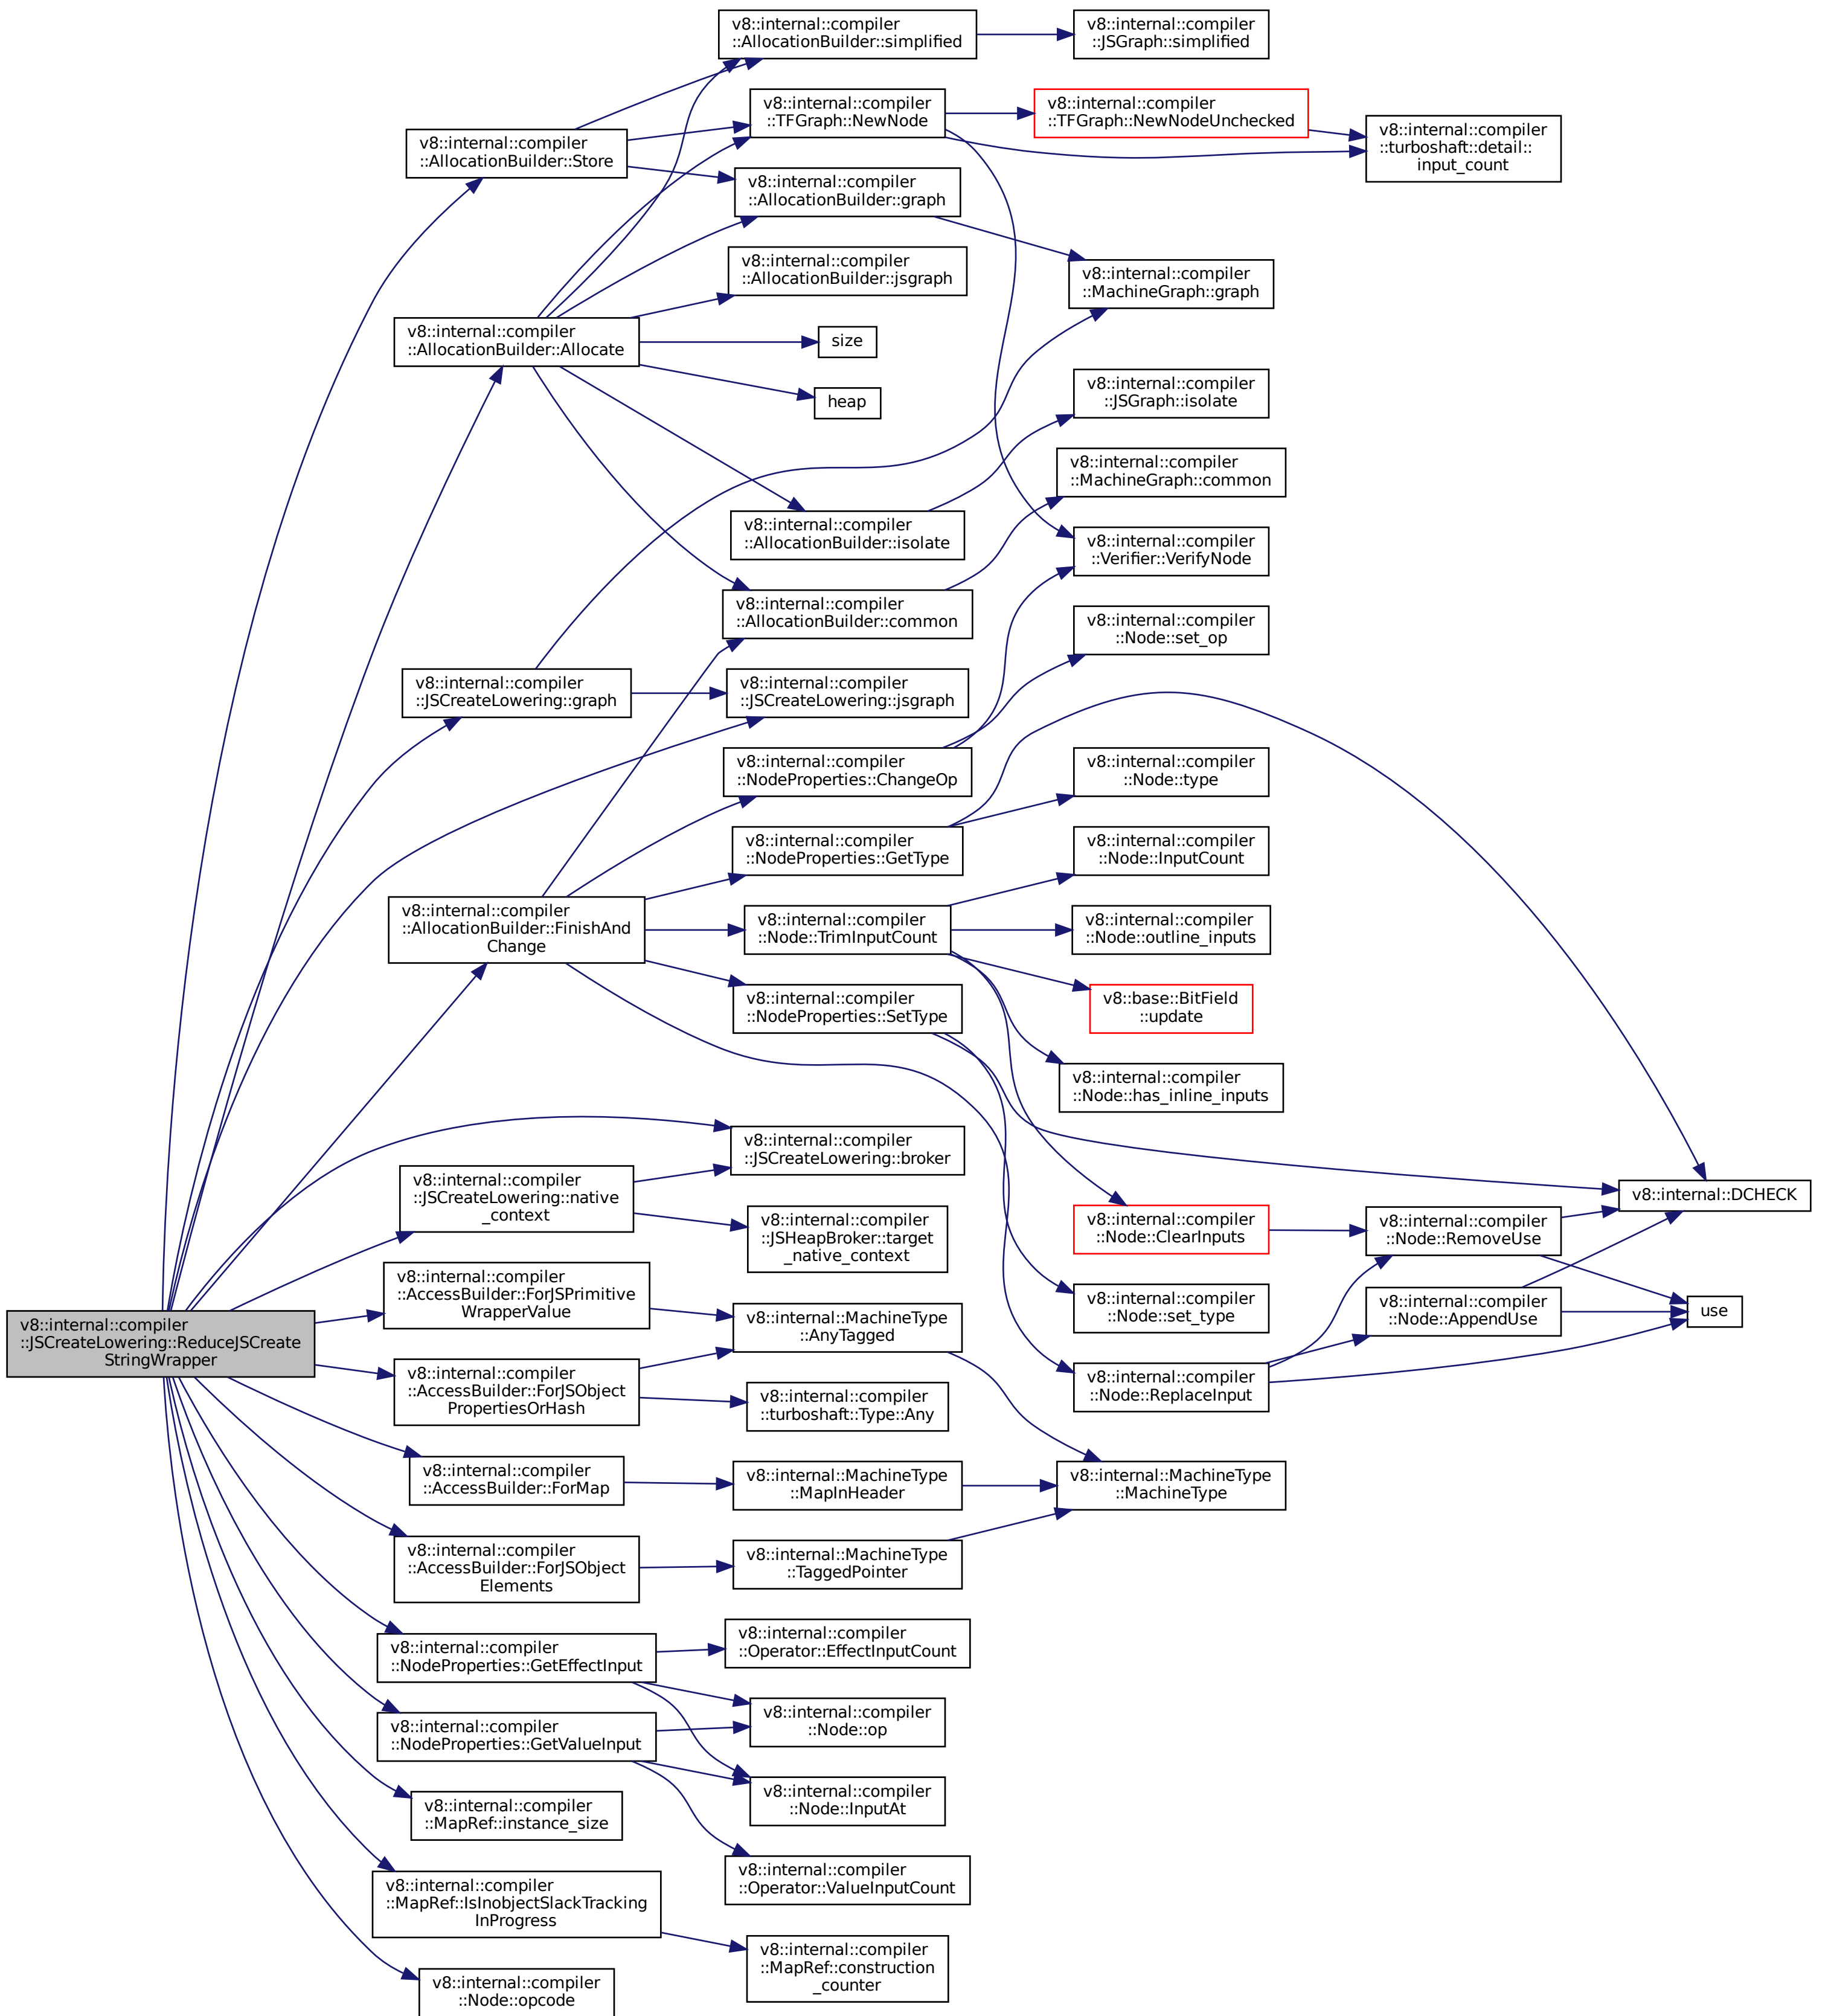 v8::internal::compiler
::JSCreateLowering::ReduceJSCreate
StringWrapper
v8::internal::compiler
::AllocationBuilder::Store
v8::internal::compiler
::AllocationBuilder::Allocate
v8::internal::compiler
::JSCreateLowering::graph
v8::internal::compiler
::AllocationBuilder::FinishAnd
Change
v8::internal::compiler
::JSCreateLowering::native
_context
v8::internal::compiler
::AccessBuilder::ForJSPrimitive
WrapperValue
v8::internal::compiler
::AccessBuilder::ForJSObject
PropertiesOrHash
v8::internal::compiler
::AccessBuilder::ForMap
v8::internal::compiler
::AccessBuilder::ForJSObject
Elements
v8::internal::compiler
::NodeProperties::GetEffectInput
v8::internal::compiler
::NodeProperties::GetValueInput
v8::internal::compiler
::MapRef::instance_size
v8::internal::compiler
::MapRef::IsInobjectSlackTracking
InProgress
v8::internal::compiler
::Node::opcode
v8::internal::compiler
::AllocationBuilder::simplified
v8::internal::compiler
::TFGraph::NewNode
v8::internal::compiler
::AllocationBuilder::graph
v8::internal::compiler
::AllocationBuilder::jsgraph
size
heap
v8::internal::compiler
::AllocationBuilder::isolate
v8::internal::compiler
::AllocationBuilder::common
v8::internal::compiler
::JSCreateLowering::jsgraph
v8::internal::compiler
::NodeProperties::ChangeOp
v8::internal::compiler
::NodeProperties::GetType
v8::internal::compiler
::Node::TrimInputCount
v8::internal::compiler
::NodeProperties::SetType
v8::internal::compiler
::JSCreateLowering::broker
v8::internal::compiler
::JSHeapBroker::target
_native_context
v8::internal::MachineType
::AnyTagged
v8::internal::compiler
::turboshaft::Type::Any
v8::internal::MachineType
::MapInHeader
v8::internal::MachineType
::TaggedPointer
v8::internal::compiler
::Operator::EffectInputCount
v8::internal::compiler
::Node::op
v8::internal::compiler
::Node::InputAt
v8::internal::compiler
::Operator::ValueInputCount
v8::internal::compiler
::MapRef::construction
_counter
v8::internal::compiler
::JSGraph::simplified
v8::internal::compiler
::TFGraph::NewNodeUnchecked
v8::internal::compiler
::MachineGraph::graph
v8::internal::compiler
::JSGraph::isolate
v8::internal::compiler
::MachineGraph::common
v8::internal::compiler
::Verifier::VerifyNode
v8::internal::compiler
::Node::set_op
v8::internal::compiler
::Node::type
v8::internal::compiler
::Node::InputCount
v8::internal::compiler
::Node::outline_inputs
v8::base::BitField
::update
v8::internal::compiler
::Node::has_inline_inputs
v8::internal::compiler
::Node::ClearInputs
v8::internal::compiler
::Node::set_type
v8::internal::compiler
::Node::ReplaceInput
v8::internal::MachineType
::MachineType
v8::internal::compiler
::turboshaft::detail::
input_count
v8::internal::compiler
::Node::RemoveUse
v8::internal::compiler
::Node::AppendUse
v8::internal::DCHECK
use